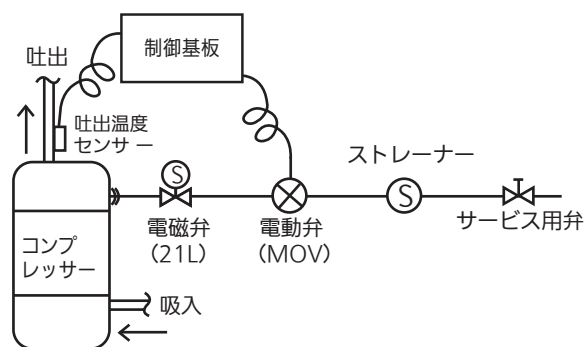 制御基板
吐出
吐出温度
センサー
ストレーナー
S
S
電磁弁
(21L)
電動弁
(MOV)
サービス用弁
コンプ
レッサー
吸入